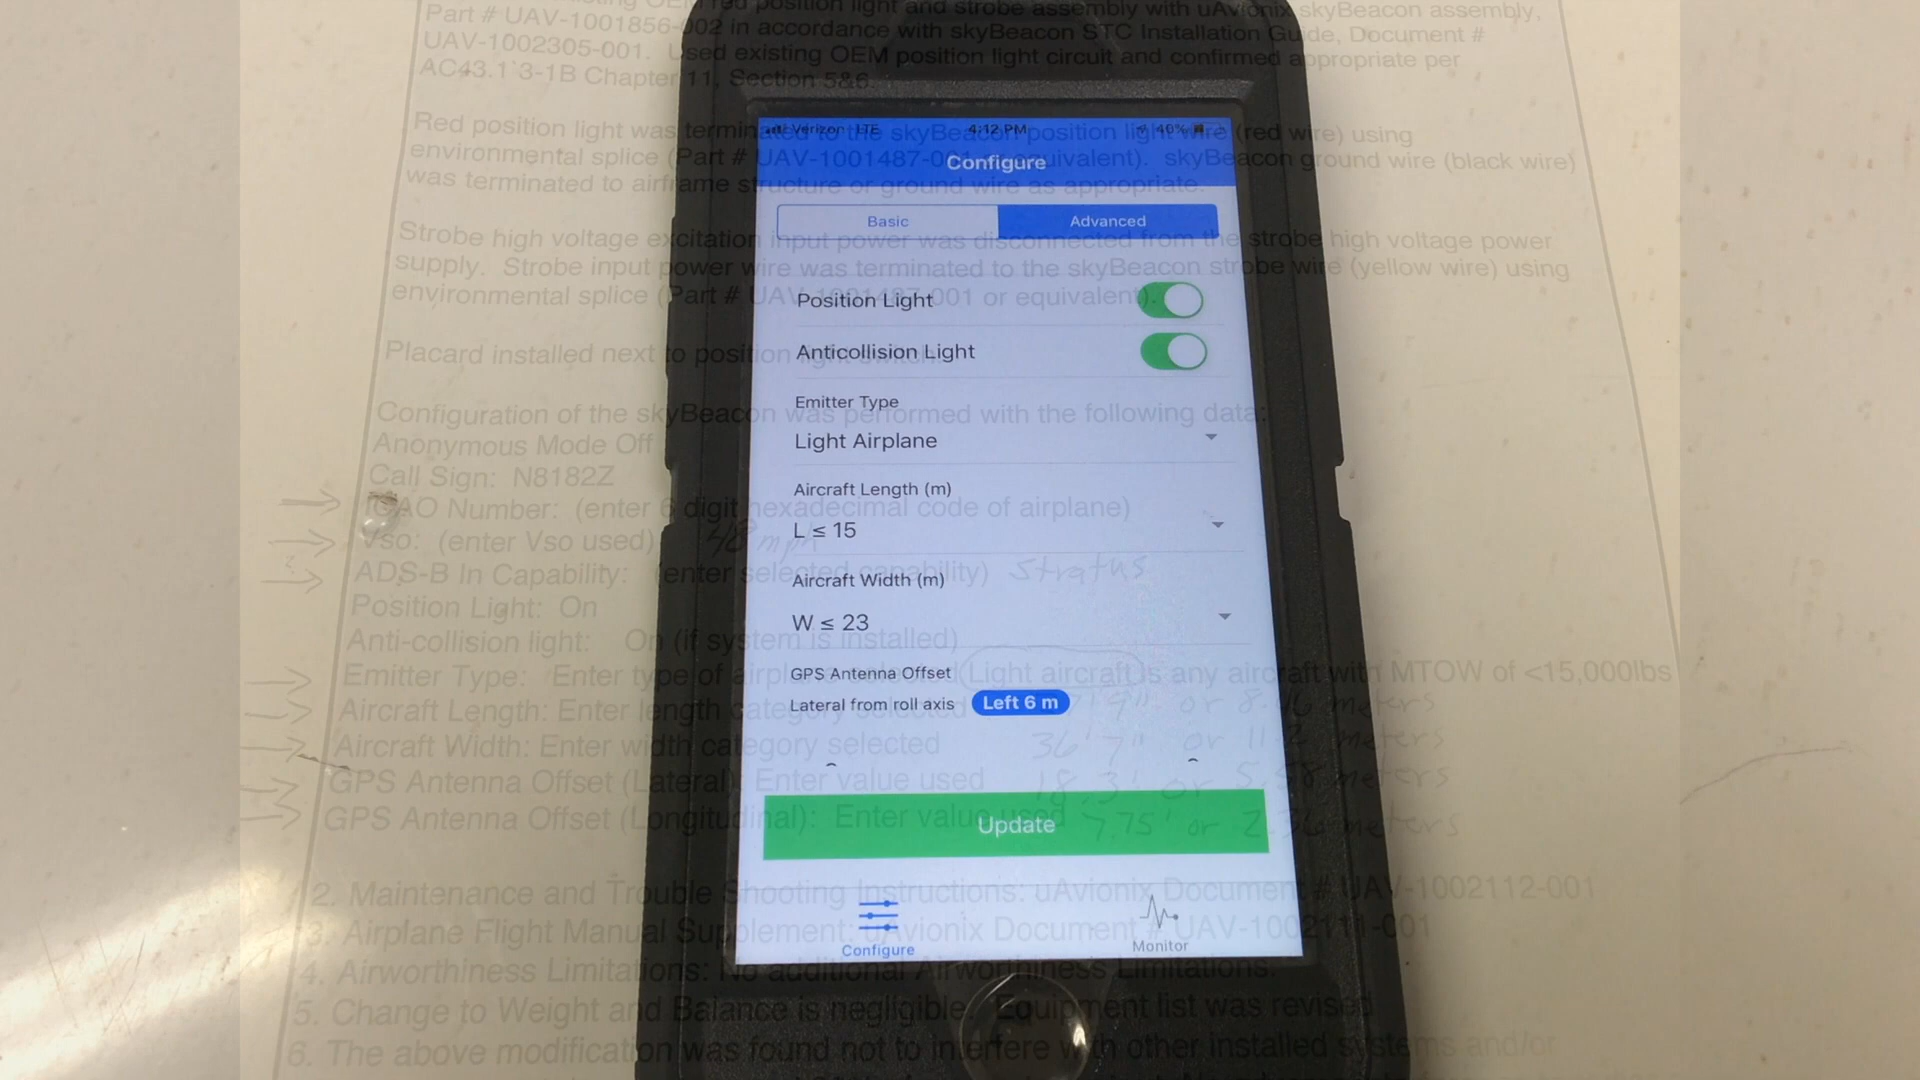 Part # UAV-1001856-002 in accordance with skyBeacon STC Installation Guide, Document #
UAV-1002305-001. Used existing OEM position light circuit and confirmed appropriate per
AC43.13-1B Chapter 11, Section 5&6.
Red position light was terminated to the skyBeacon position light wire (red wire) using
environmental splice (Part # UAV-1001487-001 or equivalent). skyBeacon ground wire (black wire)
was terminated to airframe structure or ground wire as appropriate.
Strobe high voltage excitation input power was disconnected from the strobe high voltage power
supply. Strobe input power wire was terminated to the skyBeacon strobe wire (yellow wire) using
environmental splice (Part # UAV-1001487-001 or equivalent).
Placard installed next to position light switch
Configuration of the skyBeacon was performed with the following data:
Anonymous Mode Off
Call Sign: N8182Z
ICAO Number: (enter 6 digit hexadecimal code of airplane)
Vso: (enter Vso used) 48 mph
ADS-B In Capability: (enter selected capability) Stratus
Position Light: On
Anti-collision light: On (if system is installed)
Emitter Type: Enter type of airplane selected (Light aircraft is any aircraft with MTOW of <15,000lbs
Aircraft Length: Enter length category selected 9" or 8.46 meters
Aircraft Width: Enter width category selected 36'7" or meters
GPS Antenna Offset (Lateral): Enter value used 18.3' or 5.58 meters
GPS Antenna Offset (Longitudinal): Enter value used 7.75' or 2.36 meters
2. Maintenance and Trouble Shooting Instructions: uAvionix Document # UAV-1002112-001
3. Airplane Flight Manual Supplement: uAvionix Document # UAV-1002111-001
4. Airworthiness Limitations: No additional Airworthiness Limitations.
5. Change to Weight and Balance is negligible. Equipment list was revised
6. The above modification was found not to interfere with other installed systems and/or
Verizon LTE 4:12 PM 40%
Configure
Basic Advanced
Position Light
Anticollision Light
Emitter Type
Light Airplane
Aircraft Length (m)
L ≤ 15
Aircraft Width (m)
W ≤ 23
GPS Antenna Offset
Lateral from roll axis Left 6 m
Update
Configure Monitor